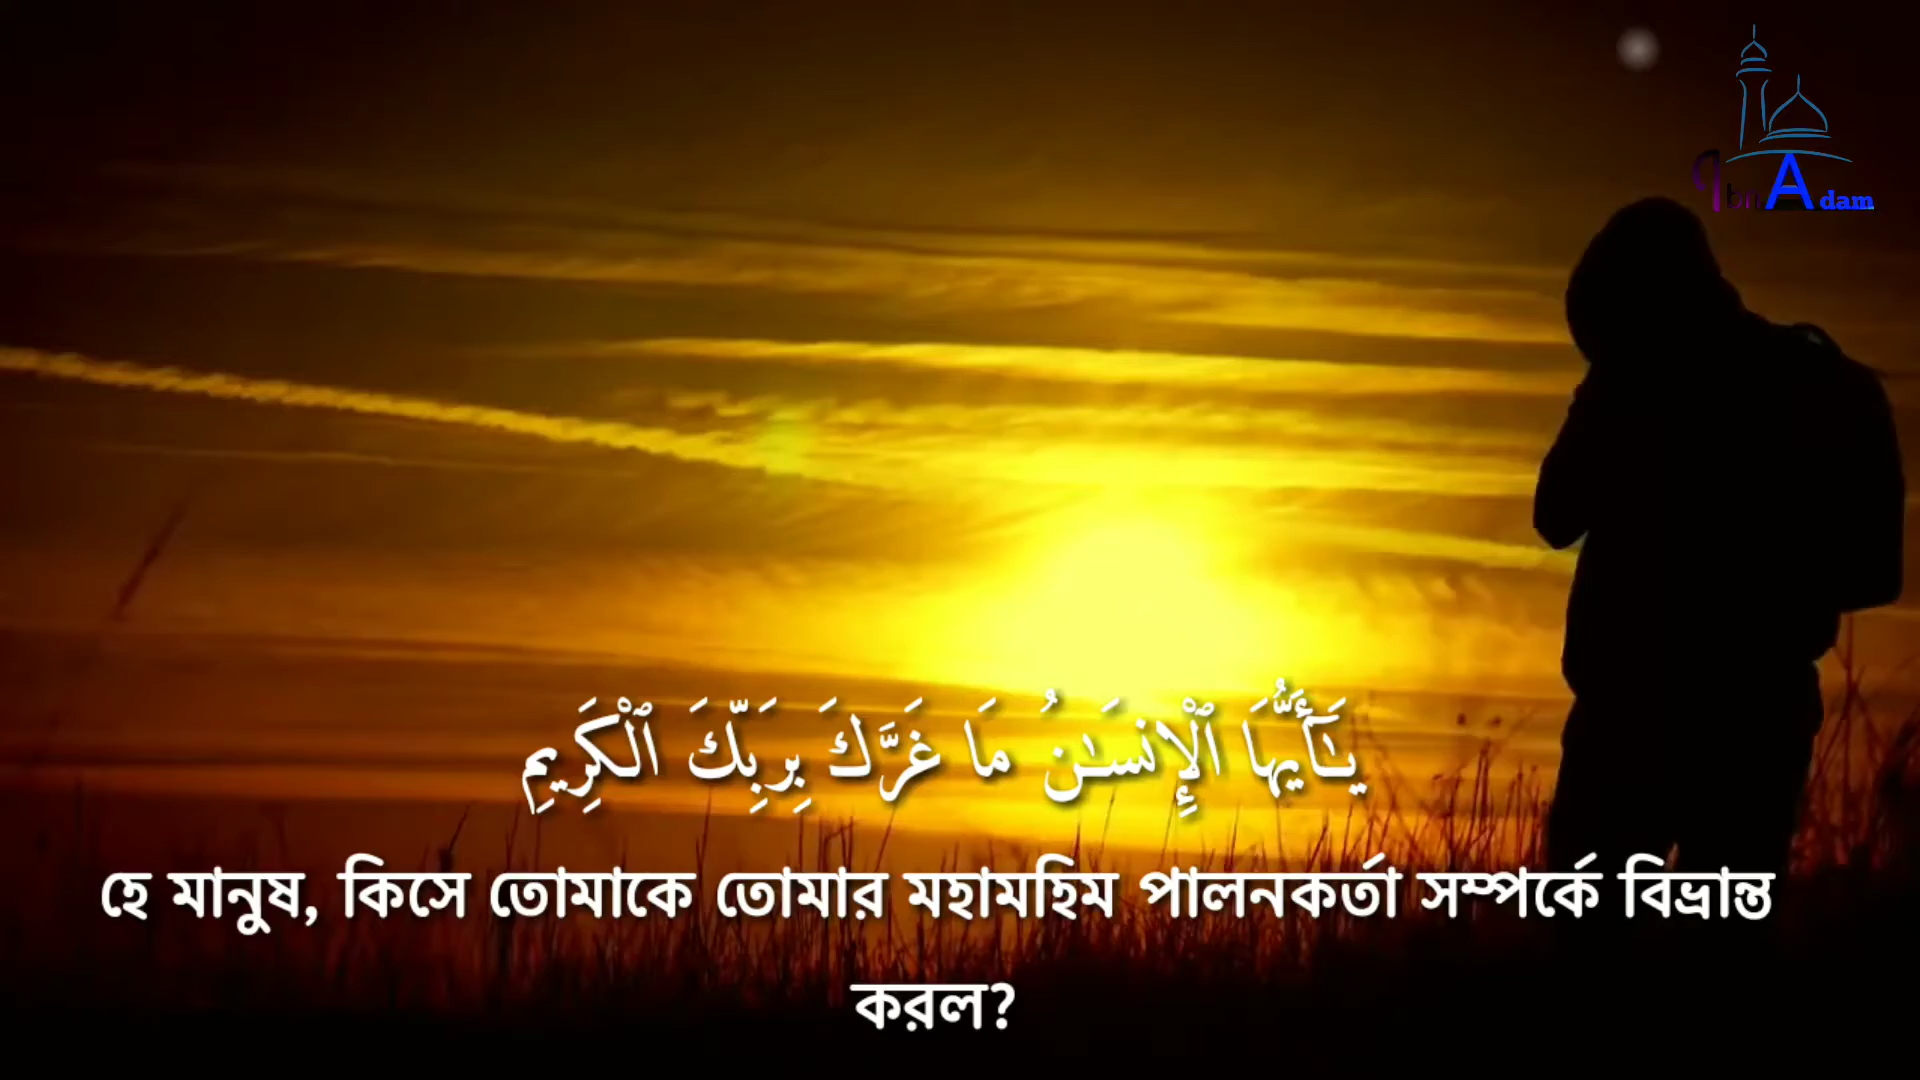 Ibn Adam
يَـٰٓأَيُّهَا ٱلْإِنسَـٰنُ مَا غَرَّكَ بِرَبِّكَ ٱلْكَرِيمِ
হে মানুষ, কিসে তোমাকে তোমার মহামহিম পালনকর্তা সম্পর্কে বিভ্রান্ত
করল?